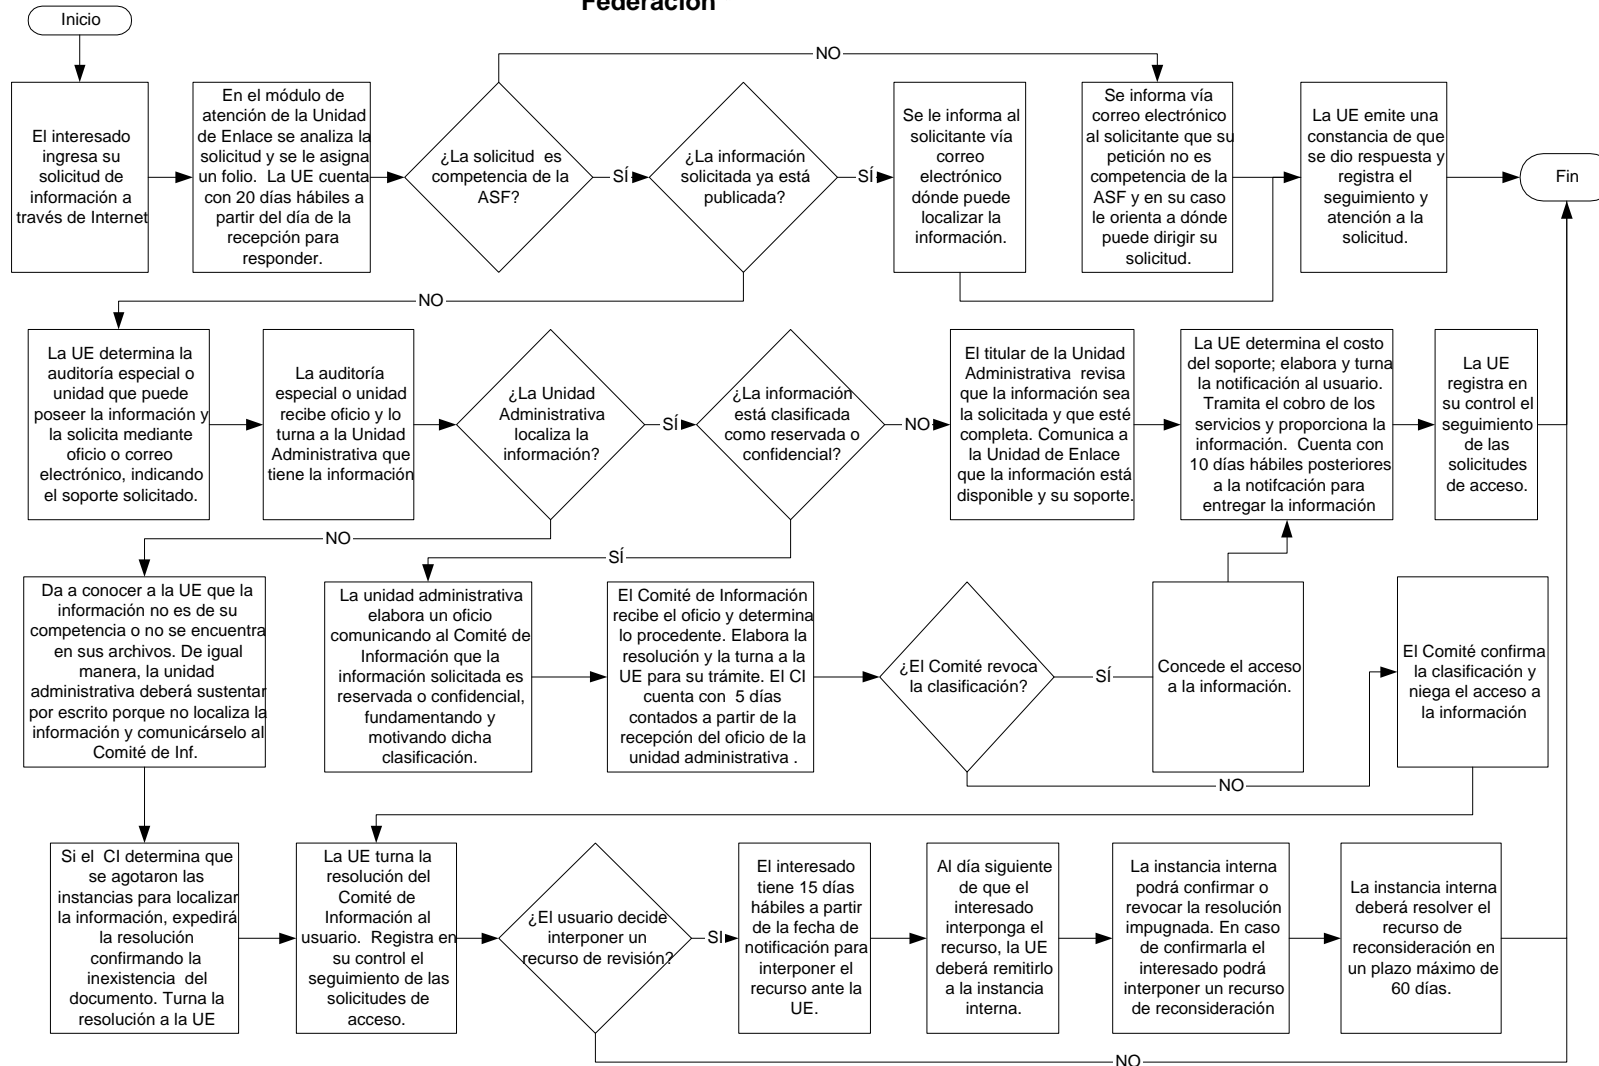 Federación
Inicio
NO
El interesado
ingresa su
solicitud de
información a
través de Internet
En el módulo de
atención de la Unidad
de Enlace se analiza la
solicitud y se le asigna
un folio.  La UE cuenta
con 20 días hábiles a
partir del día de la
recepción para
responder.
¿La solicitud  es
competencia de la
ASF?
SÍ
¿La información
solicitada ya está
publicada?
SÍ
Se le informa al
solicitante vía
correo
electrónico
dónde puede
localizar la
información.
Se informa vía
correo electrónico
al solicitante que su
petición no es
competencia de la
ASF y en su caso
le orienta a dónde
puede dirigir su
solicitud.
La UE emite una
constancia de que
se dio respuesta y
registra el
seguimiento y
atención a la
solicitud.
Fin
NO
La UE determina la
auditoría especial o
unidad que puede
poseer la información y
la solicita mediante
oficio o correo
electrónico, indicando
el soporte solicitado.
La auditoría
especial o unidad
recibe oficio y lo
turna a la Unidad
Administrativa que
tiene la información
¿La Unidad
Administrativa
localiza la
información?
SÍ
¿La información
está clasificada
como reservada o
confidencial?
NO
El titular de la Unidad
Administrativa  revisa
que la información sea
la solicitada y que esté
completa. Comunica a
la Unidad de Enlace
que la información está
disponible y su soporte.
La UE determina el costo
del soporte; elabora y turna
la notificación al usuario.
Tramita el cobro de los
servicios y proporciona la
información.  Cuenta con
10 días hábiles posteriores
a la notifcación para
entregar la información
La UE
registra en
su control el
seguimiento
de las
solicitudes
de acceso.
NO
SÍ
Da a conocer a la UE que la
información no es de su
competencia o no se encuentra
en sus archivos. De igual
manera, la unidad
administrativa deberá sustentar
por escrito porque no localiza la
información y comunicárselo al
Comité de Inf.
La unidad administrativa
elabora un oficio
comunicando al Comité de
Información que la
información solicitada es
reservada o confidencial,
fundamentando y
motivando dicha
clasificación.
El Comité de Información
recibe el oficio y determina
lo procedente. Elabora la
resolución y la turna a la
UE para su trámite. El CI
cuenta con  5 días
contados a partir de la
recepción del oficio de la
unidad administrativa .
¿El Comité revoca
la clasificación?
SÍ
Concede el acceso
a la información.
El Comité confirma
la clasificación y
niega el acceso a
la información
NO
Si el  CI determina que
se agotaron las
instancias para localizar
la información, expedirá
la resolución
confirmando la
inexistencia  del
documento. Turna la
resolución a la UE
La UE turna la
resolución del
Comité de
Información al
usuario.  Registra en
su control el
seguimiento de las
solicitudes de
acceso.
¿El usuario decide
interponer un
recurso de revisión?
SI
El interesado
tiene 15 días
hábiles a partir
de la fecha de
notificación para
interponer el
recurso ante la
UE.
Al día siguiente
de que el
interesado
interponga el
recurso, la UE
deberá remitirlo
a la instancia
interna.
La instancia interna
podrá confirmar o
revocar la resolución
impugnada. En caso
de confirmarla el
interesado podrá
interponer un recurso
de reconsideración
La instancia interna
deberá resolver el
recurso de
reconsideración en
un plazo máximo de
60 días.
NO